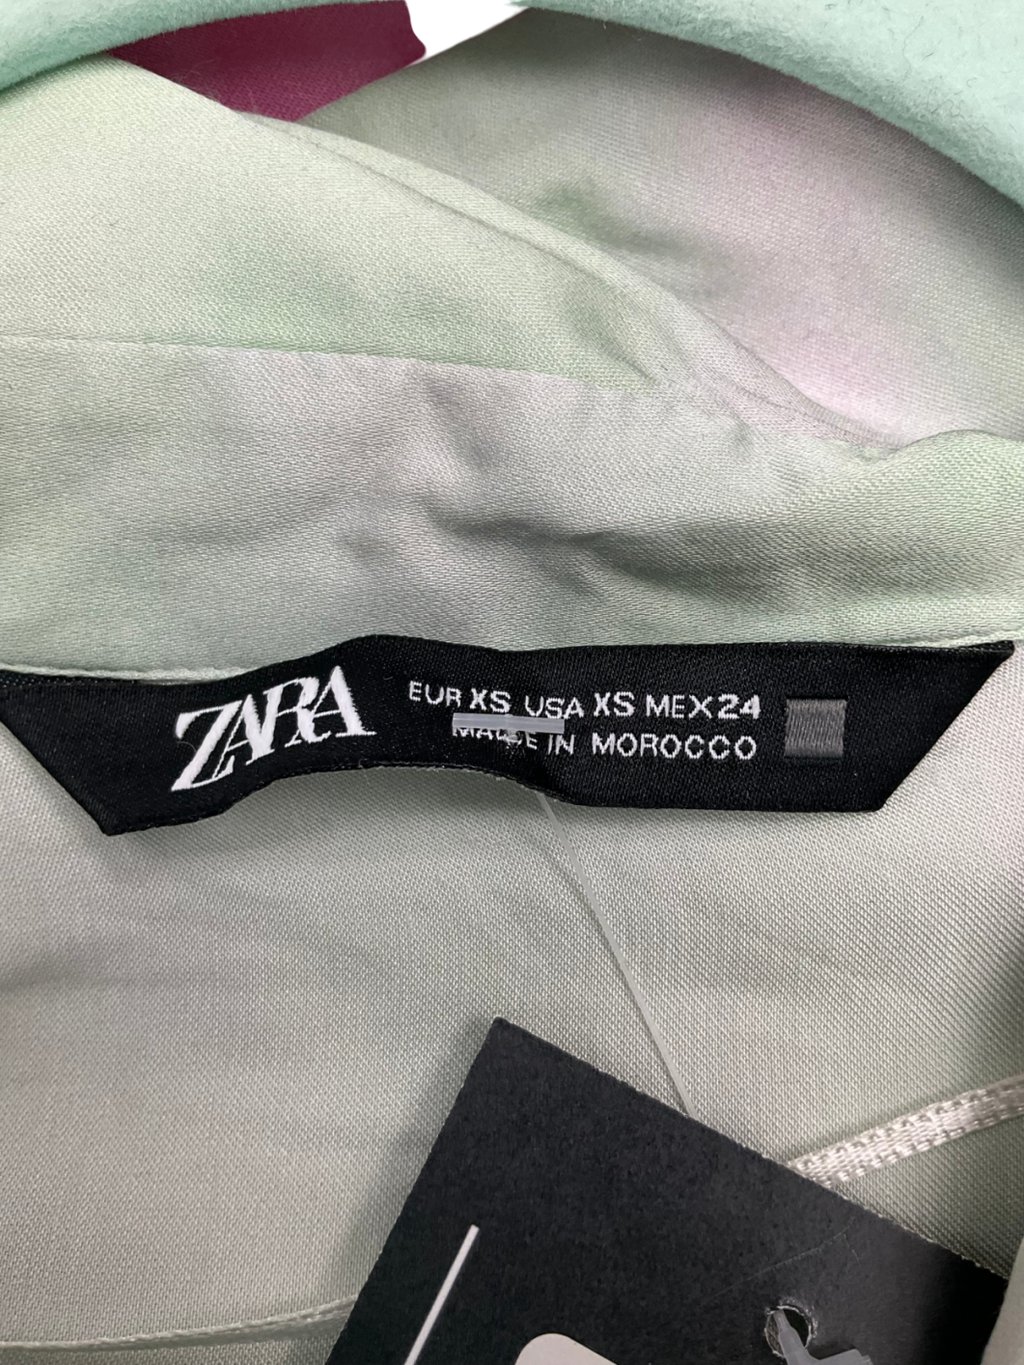 ZARA
EUR XS USA XS MEX 24
MADE IN MOROCCO